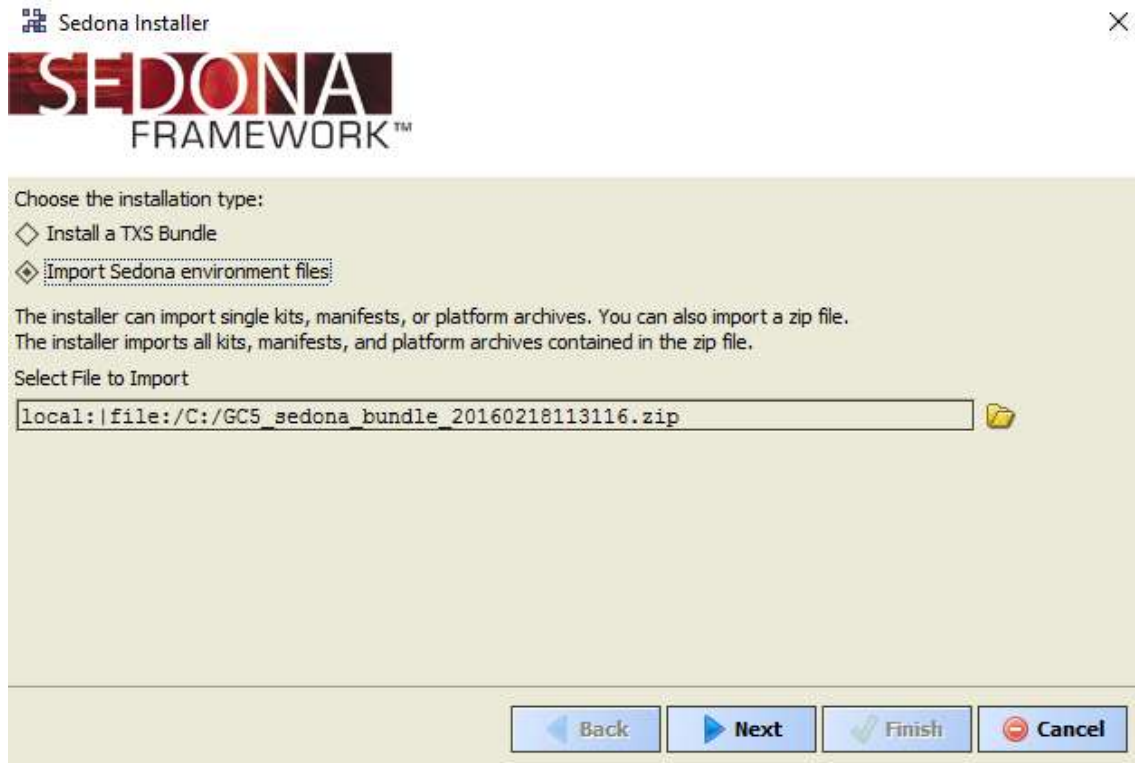 Sedona Installer
SEDONA
FRAMEWORK™
Choose the installation type:
Install a TXS Bundle
Import Sedona environment files
The installer can import single kits, manifests, or platform archives. You can also import a zip file.
The installer imports all kits, manifests, and platform archives contained in the zip file.
Select File to Import
local:|file:/C:/GC5_sedona_bundle_20160218113116.zip
Back Next Finish Cancel